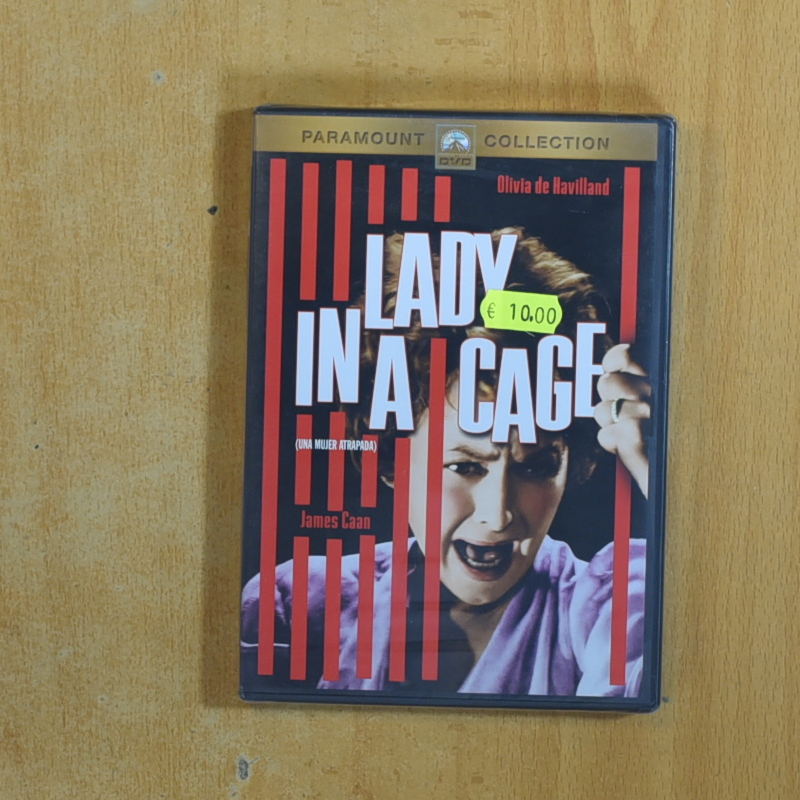 PARAMOUNT DVD COLLECTION
Olivia de Havilland
LADY
€ 10.00
IN A CAGE
(UNA MUJER ATRAPADA)
James Caan